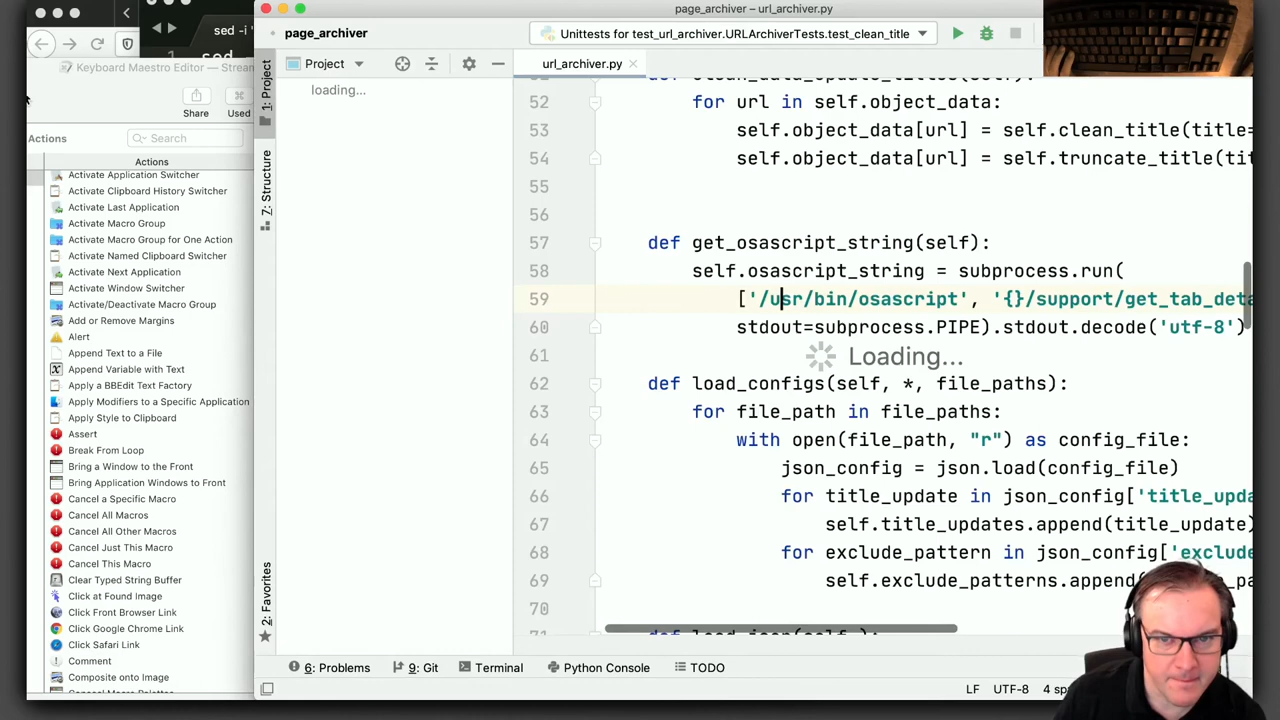 sed -i '
sed
Keyboard Maestro Editor — Strea
Share
Used
Actions
Search
Actions
Activate Application Switcher
Activate Clipboard History Switcher
Activate Last Application
Activate Macro Group
Activate Macro Group for One Action
Activate Named Clipboard Switcher
Activate Next Application
Activate Window Switcher
Activate/Deactivate Macro Group
Add or Remove Margins
Alert
Append Text to a File
Append Variable with Text
Apply a BBEdit Text Factory
Apply Modifiers to a Specific Application
Apply Style to Clipboard
Assert
Break From Loop
Bring a Window to the Front
Bring Application Windows to Front
Cancel a Specific Macro
Cancel All Macros
Cancel All Other Macros
Cancel Just This Macro
Cancel This Macro
Clear Typed String Buffer
Click at Found Image
Click Front Browser Link
Click Google Chrome Link
Click Safari Link
Comment
Composite onto Image
page_archiver – url_archiver.py
page_archiver
Unittests for test_url_archiver.URLArchiverTests.test_clean_title
1: Project
7: Structure
2: Favorites
Project
loading...
url_archiver.py
52 for url in self.object_data:
53 self.object_data[url] = self.clean_title(title=
54 self.object_data[url] = self.truncate_title(tit
55
56
57 def get_osascript_string(self):
58 self.osascript_string = subprocess.run(
59 ['/usr/bin/osascript', '{}/support/get_tab_deta
60 stdout=subprocess.PIPE).stdout.decode('utf-8')
61
Loading...
62 def load_configs(self, *, file_paths):
63 for file_path in file_paths:
64 with open(file_path, "r") as config_file:
65 json_config = json.load(config_file)
66 for title_update in json_config['title_upda
67 self.title_updates.append(title_update)
68 for exclude_pattern in json_config['exclude
69 self.exclude_patterns.append(
70
6: Problems
9: Git
Terminal
Python Console
TODO
LF
UTF-8
4 sp